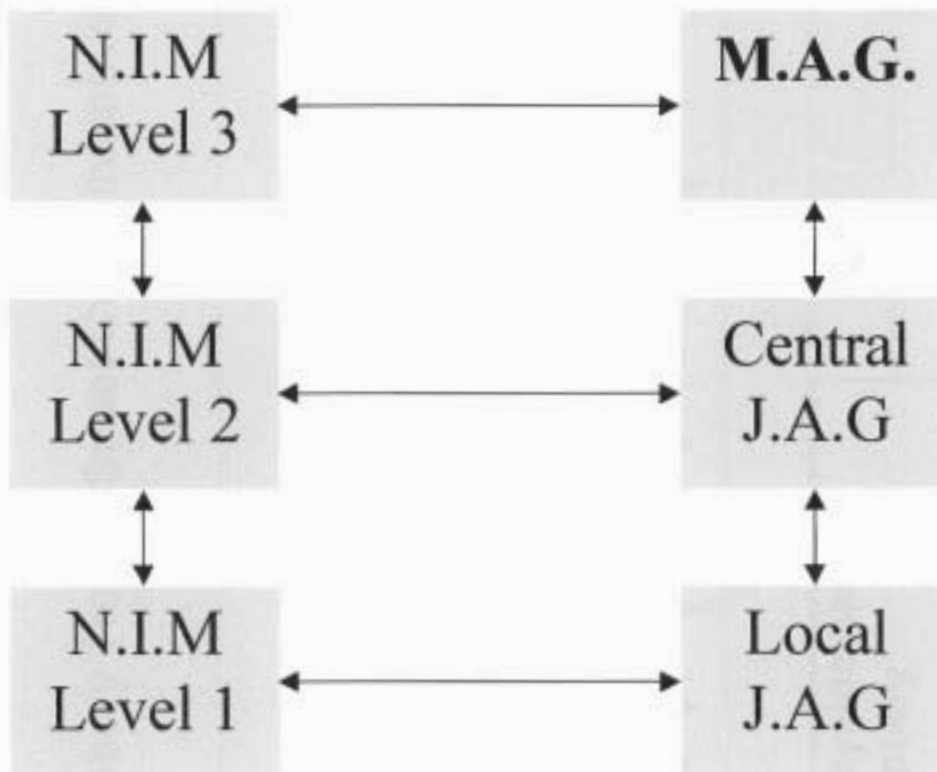 N.I.M
Level 3
M.A.G.
N.I.M
Level 2
Central
J.A.G
N.I.M
Level 1
Local
J.A.G